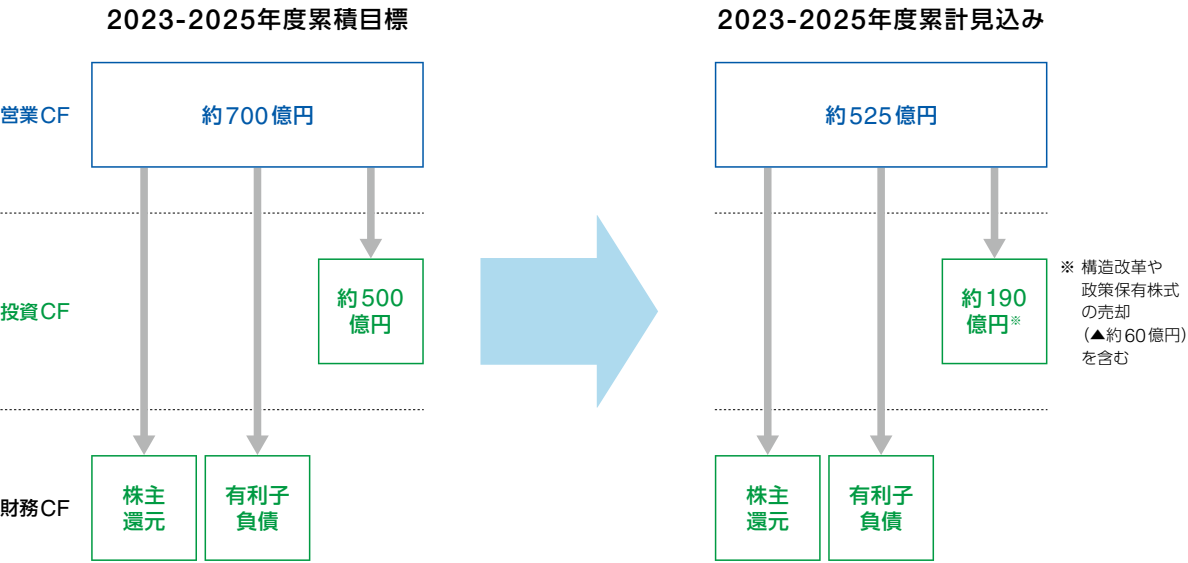 2023-2025年度累積目標
営業CF
約700億円
投資CF
約500
億円
財務CF
株主
還元
有利子
負債
2023-2025年度累計見込み
約525億円
約190
億円※
※ 構造改革や
政策保有株式
の売却
（▲約60億円）
を含む
株主
還元
有利子
負債